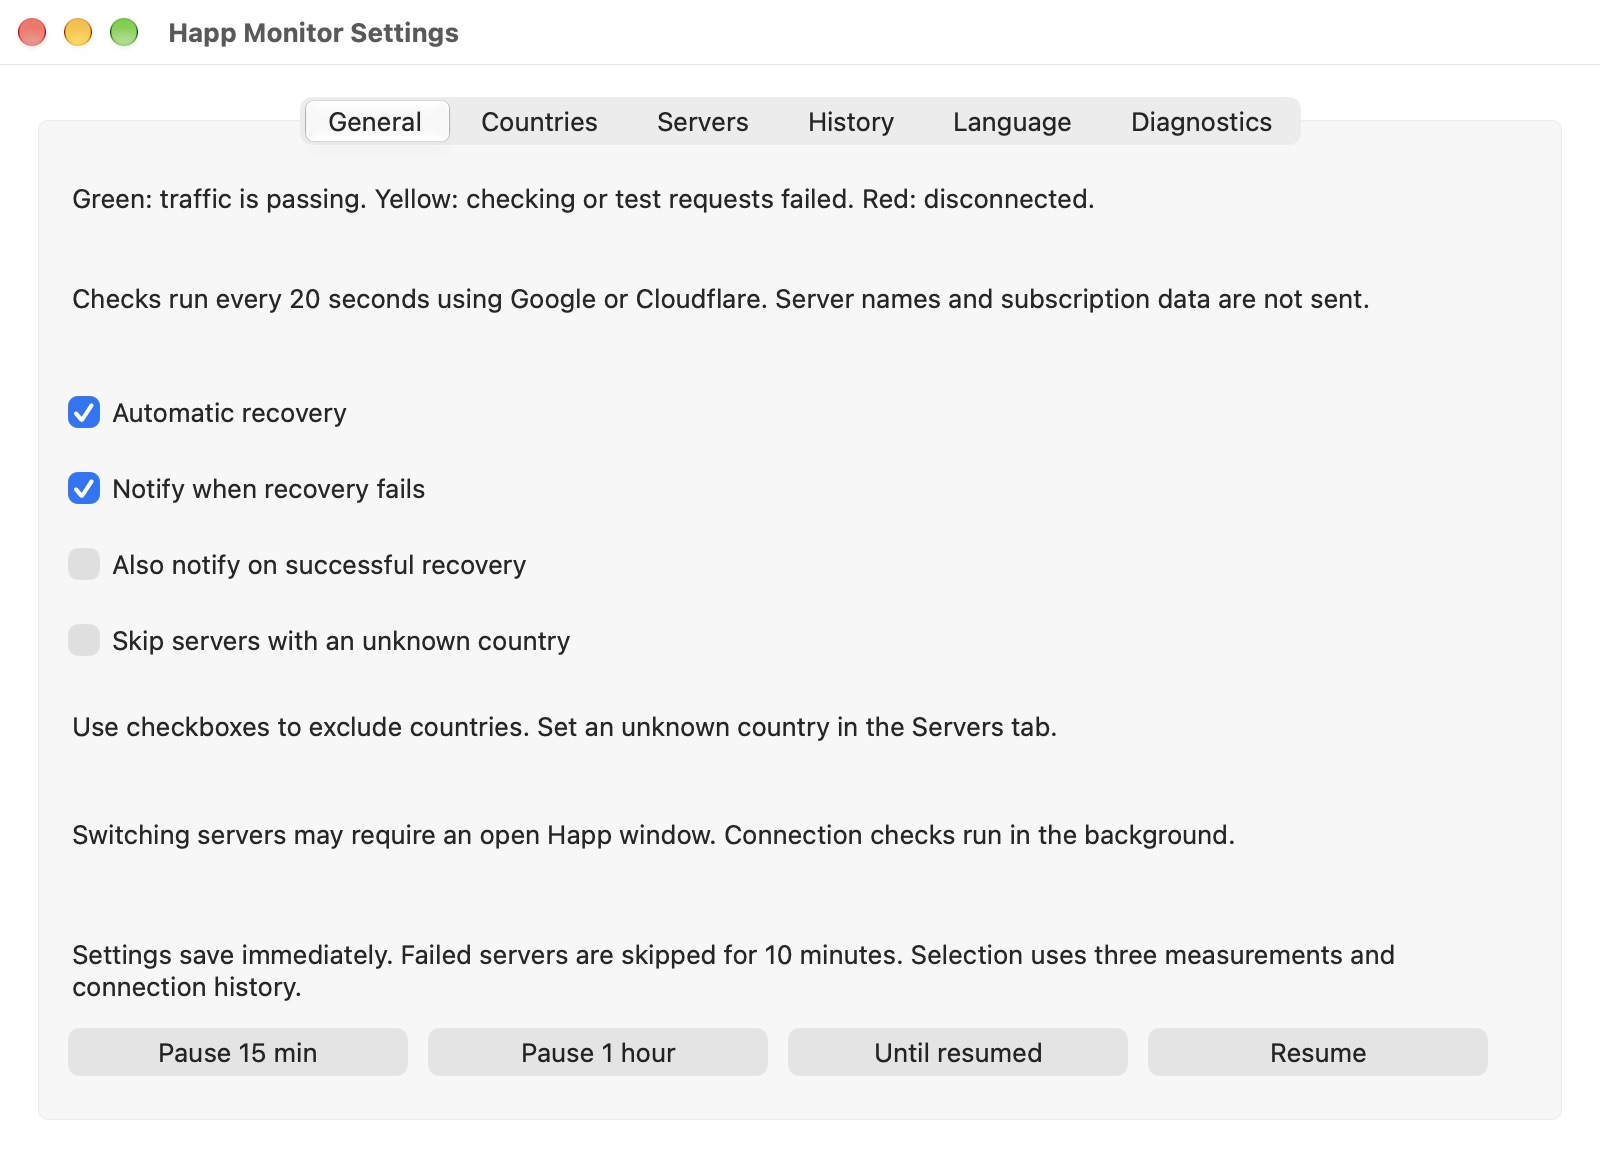 Happ Monitor Settings
General Countries Servers History Language Diagnostics
Green: traffic is passing. Yellow: checking or test requests failed. Red: disconnected.
Checks run every 20 seconds using Google or Cloudflare. Server names and subscription data are not sent.
Automatic recovery
Notify when recovery fails
Also notify on successful recovery
Skip servers with an unknown country
Use checkboxes to exclude countries. Set an unknown country in the Servers tab.
Switching servers may require an open Happ window. Connection checks run in the background.
Settings save immediately. Failed servers are skipped for 10 minutes. Selection uses three measurements and
connection history.
Pause 15 min Pause 1 hour Until resumed Resume